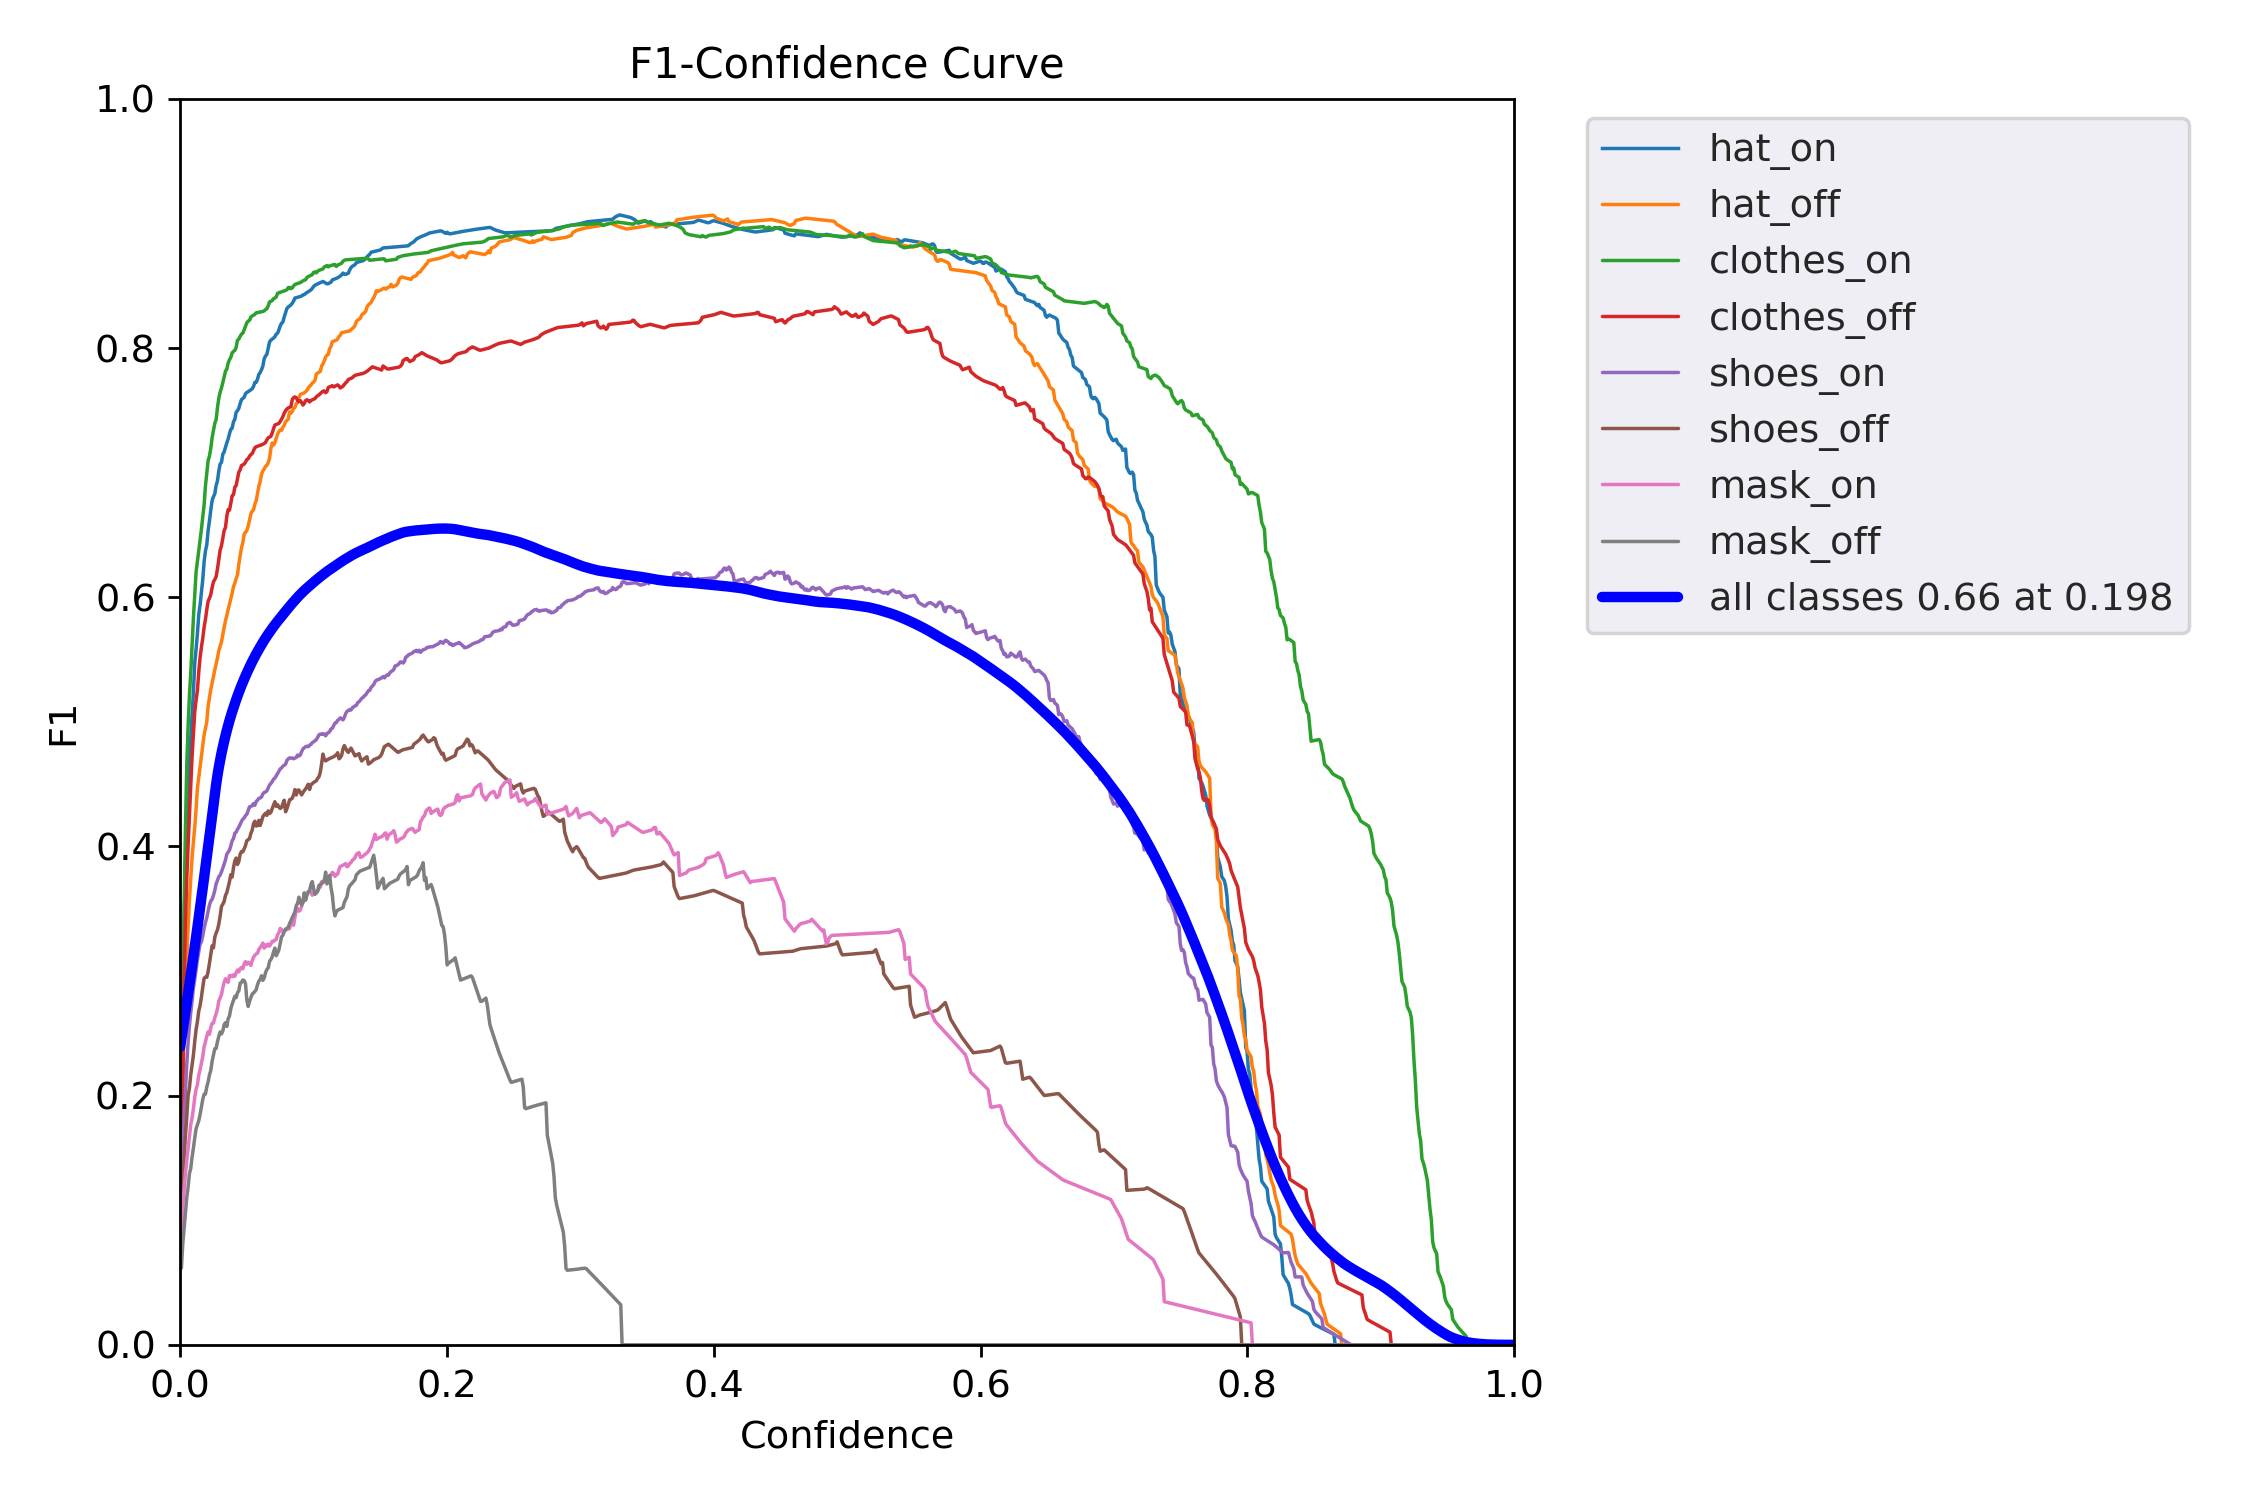 F1-Confidence Curve
1.0
0.8
0.6
0.4
0.2
0.0
F1
0.0 0.2 0.4 0.6 0.8 1.0
Confidence
hat_on
hat_off
clothes_on
clothes_off
shoes_on
shoes_off
mask_on
mask_off
all classes 0.66 at 0.198